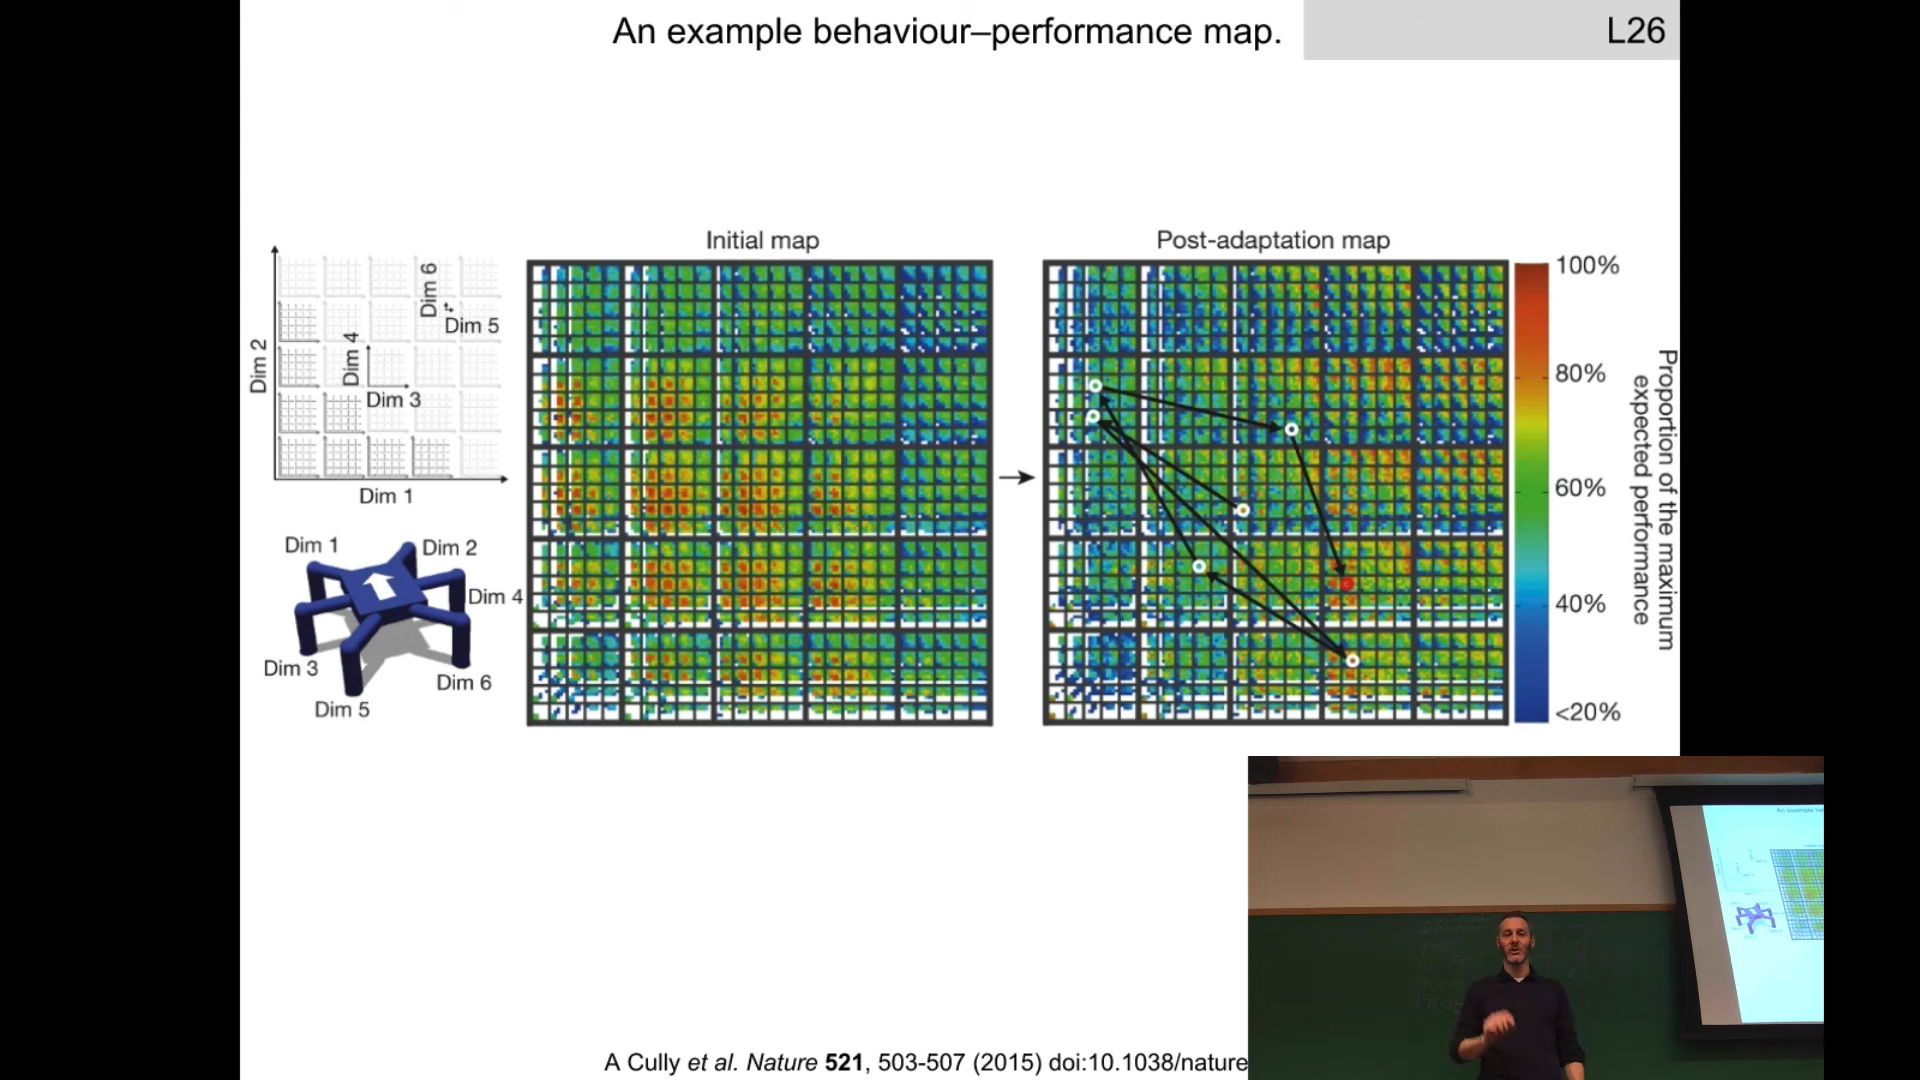 An example behaviour–performance map.
L26
Initial map
Post-adaptation map
Dim 2
Dim 6
Dim 5
Dim 4
Dim 3
Dim 1
Dim 1
Dim 2
Dim 4
Dim 3
Dim 6
Dim 5
100%
80%
60%
40%
<20%
Proportion of the maximum
expected performance
A Cully et al. Nature 521, 503-507 (2015) doi:10.1038/nature